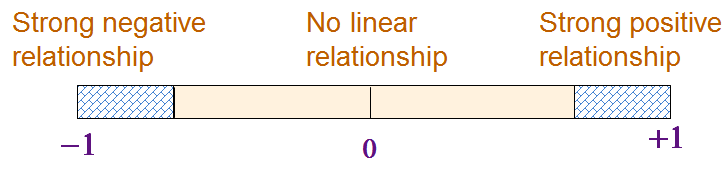 Strong negative
relationship
No linear
relationship
Strong positive
relationship
−1
0
+1